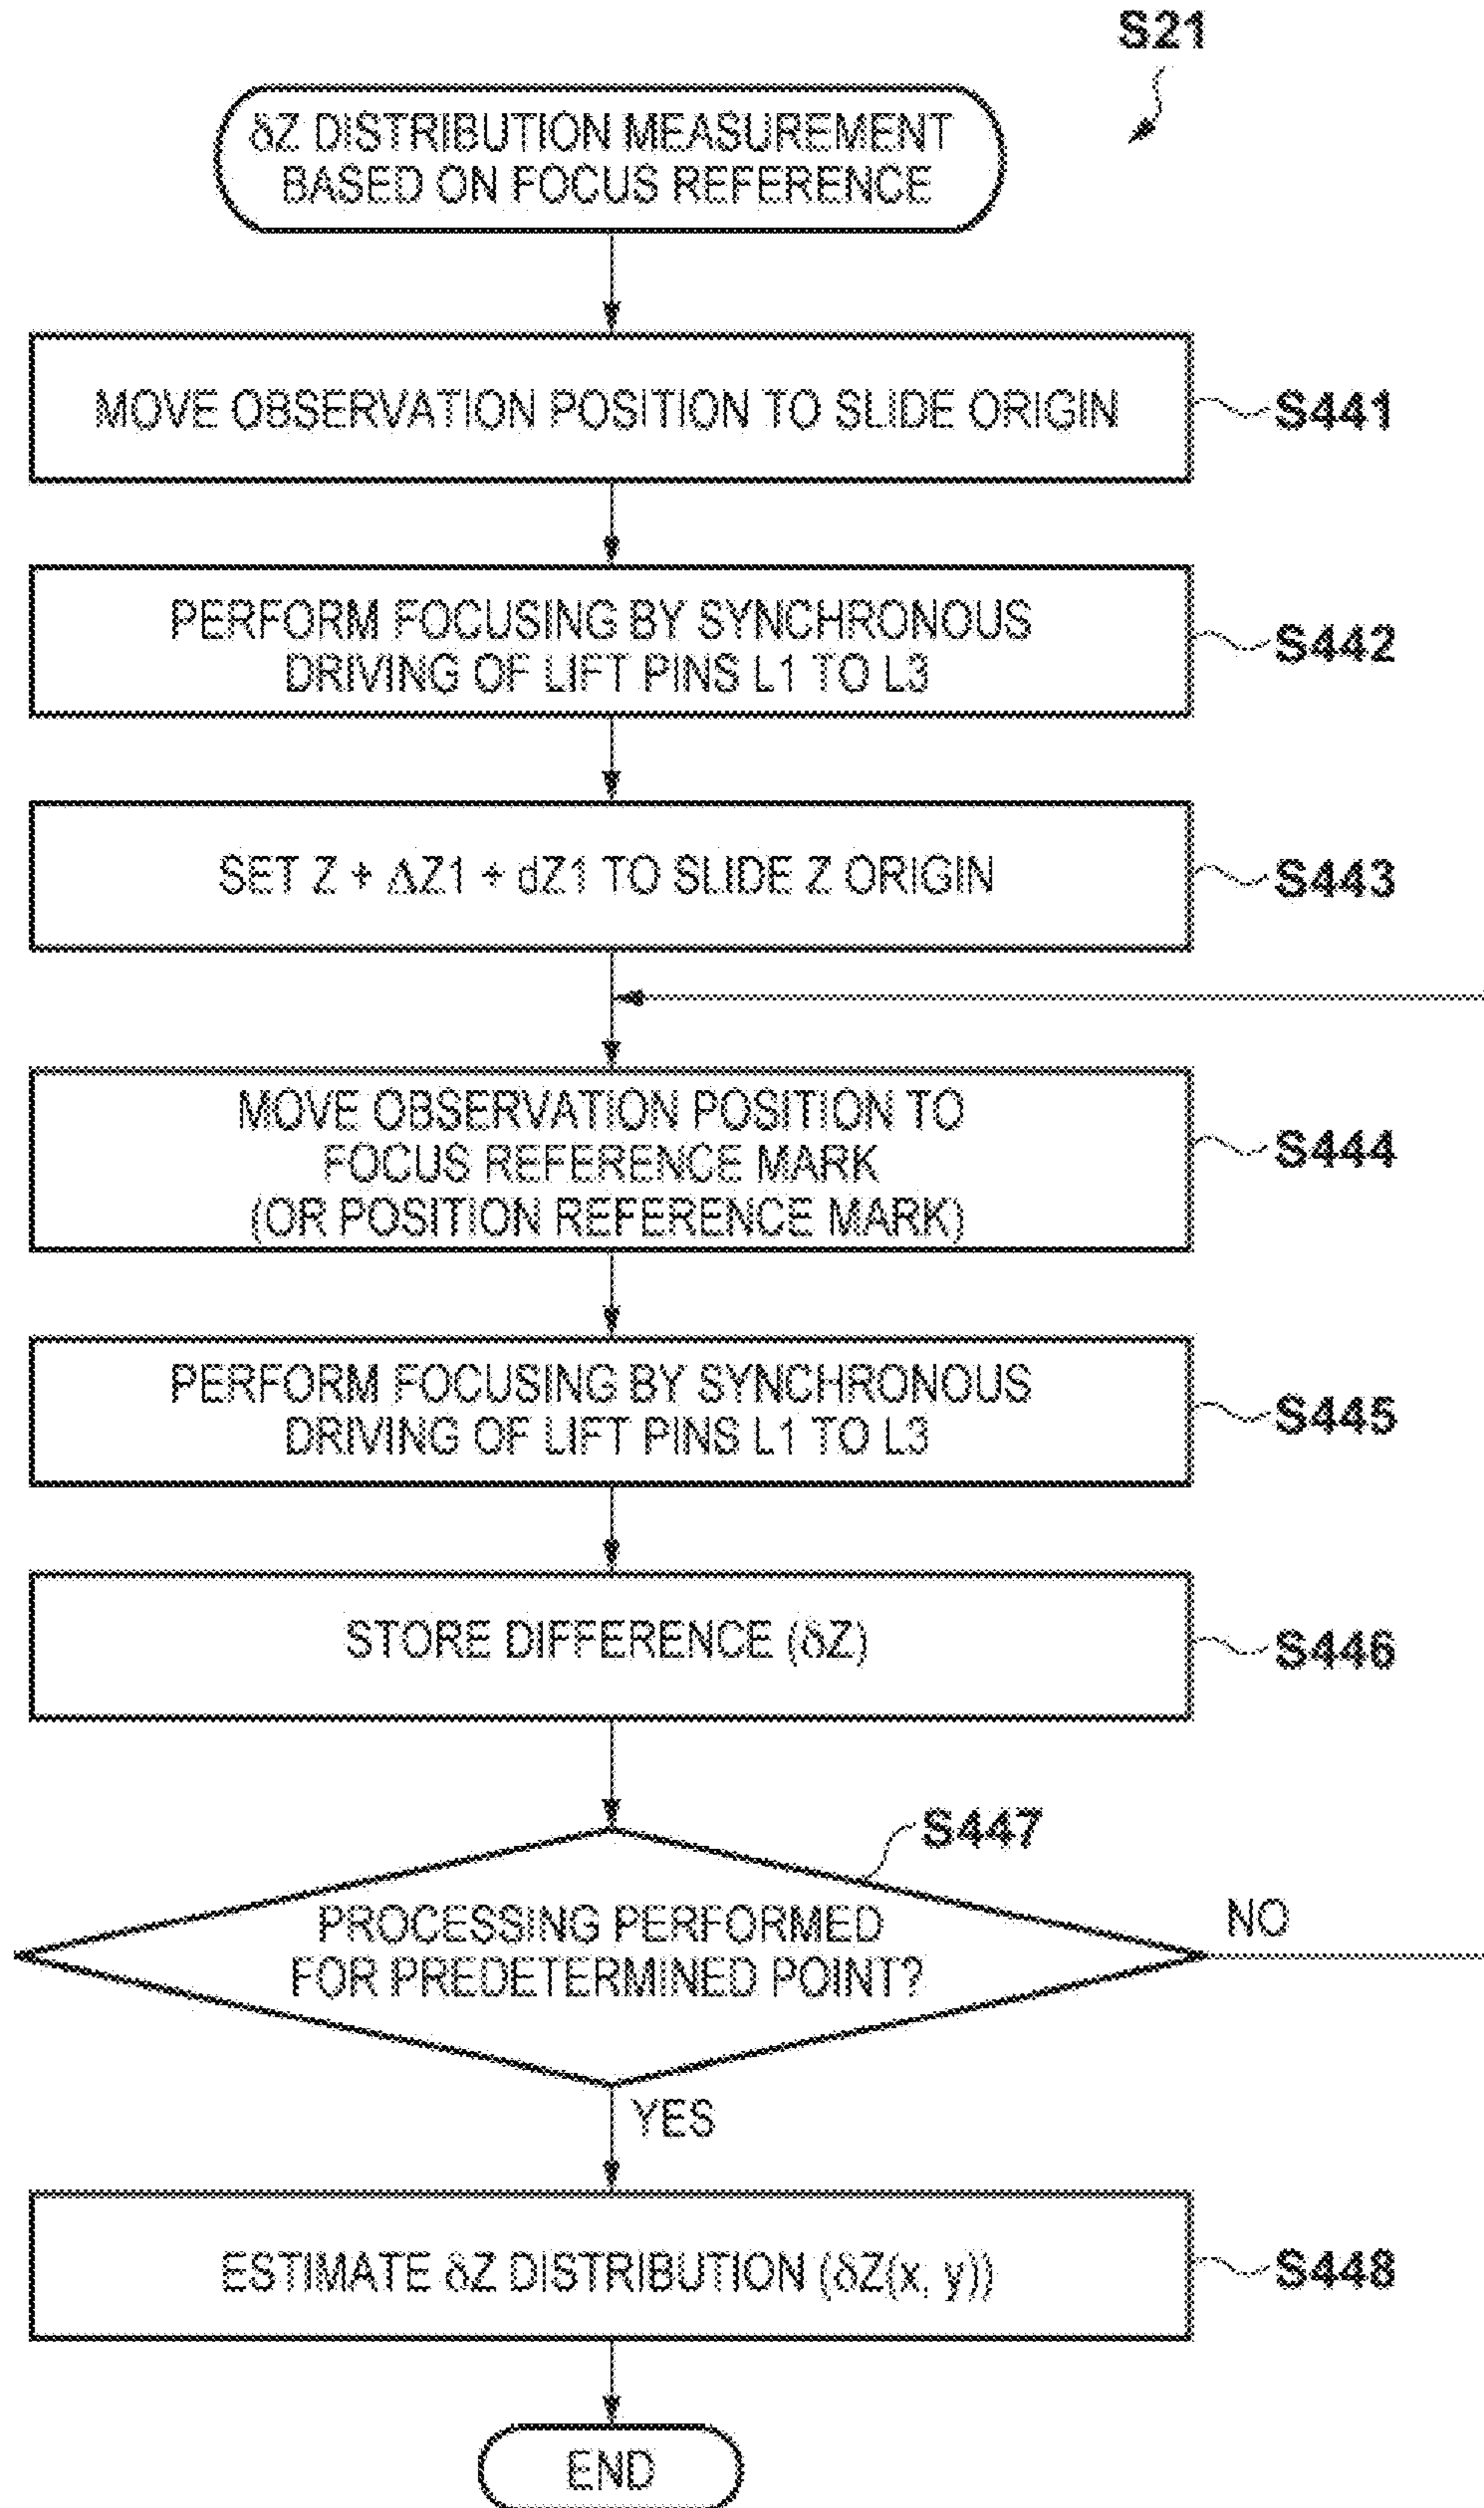 S21
δZ DISTRIBUTION MEASUREMENT
BASED ON FOCUS REFERENCE
MOVE OBSERVATION POSITION TO SLIDE ORIGIN
S441
PERFORM FOCUSING BY SYNCHRONOUS
DRIVING OF LIFT PINS L1 TO L3
S442
SET Z + ΔZ1 + dZ1 TO SLIDE Z ORIGIN
S443
MOVE OBSERVATION POSITION TO
FOCUS REFERENCE MARK
(OR POSITION REFERENCE MARK)
S444
PERFORM FOCUSING BY SYNCHRONOUS
DRIVING OF LIFT PINS L1 TO L3
S445
STORE DIFFERENCE (δZ)
S446
S447
PROCESSING PERFORMED
FOR PREDETERMINED POINT?
NO
YES
ESTIMATE δZ DISTRIBUTION (δZ(x, y))
S448
END